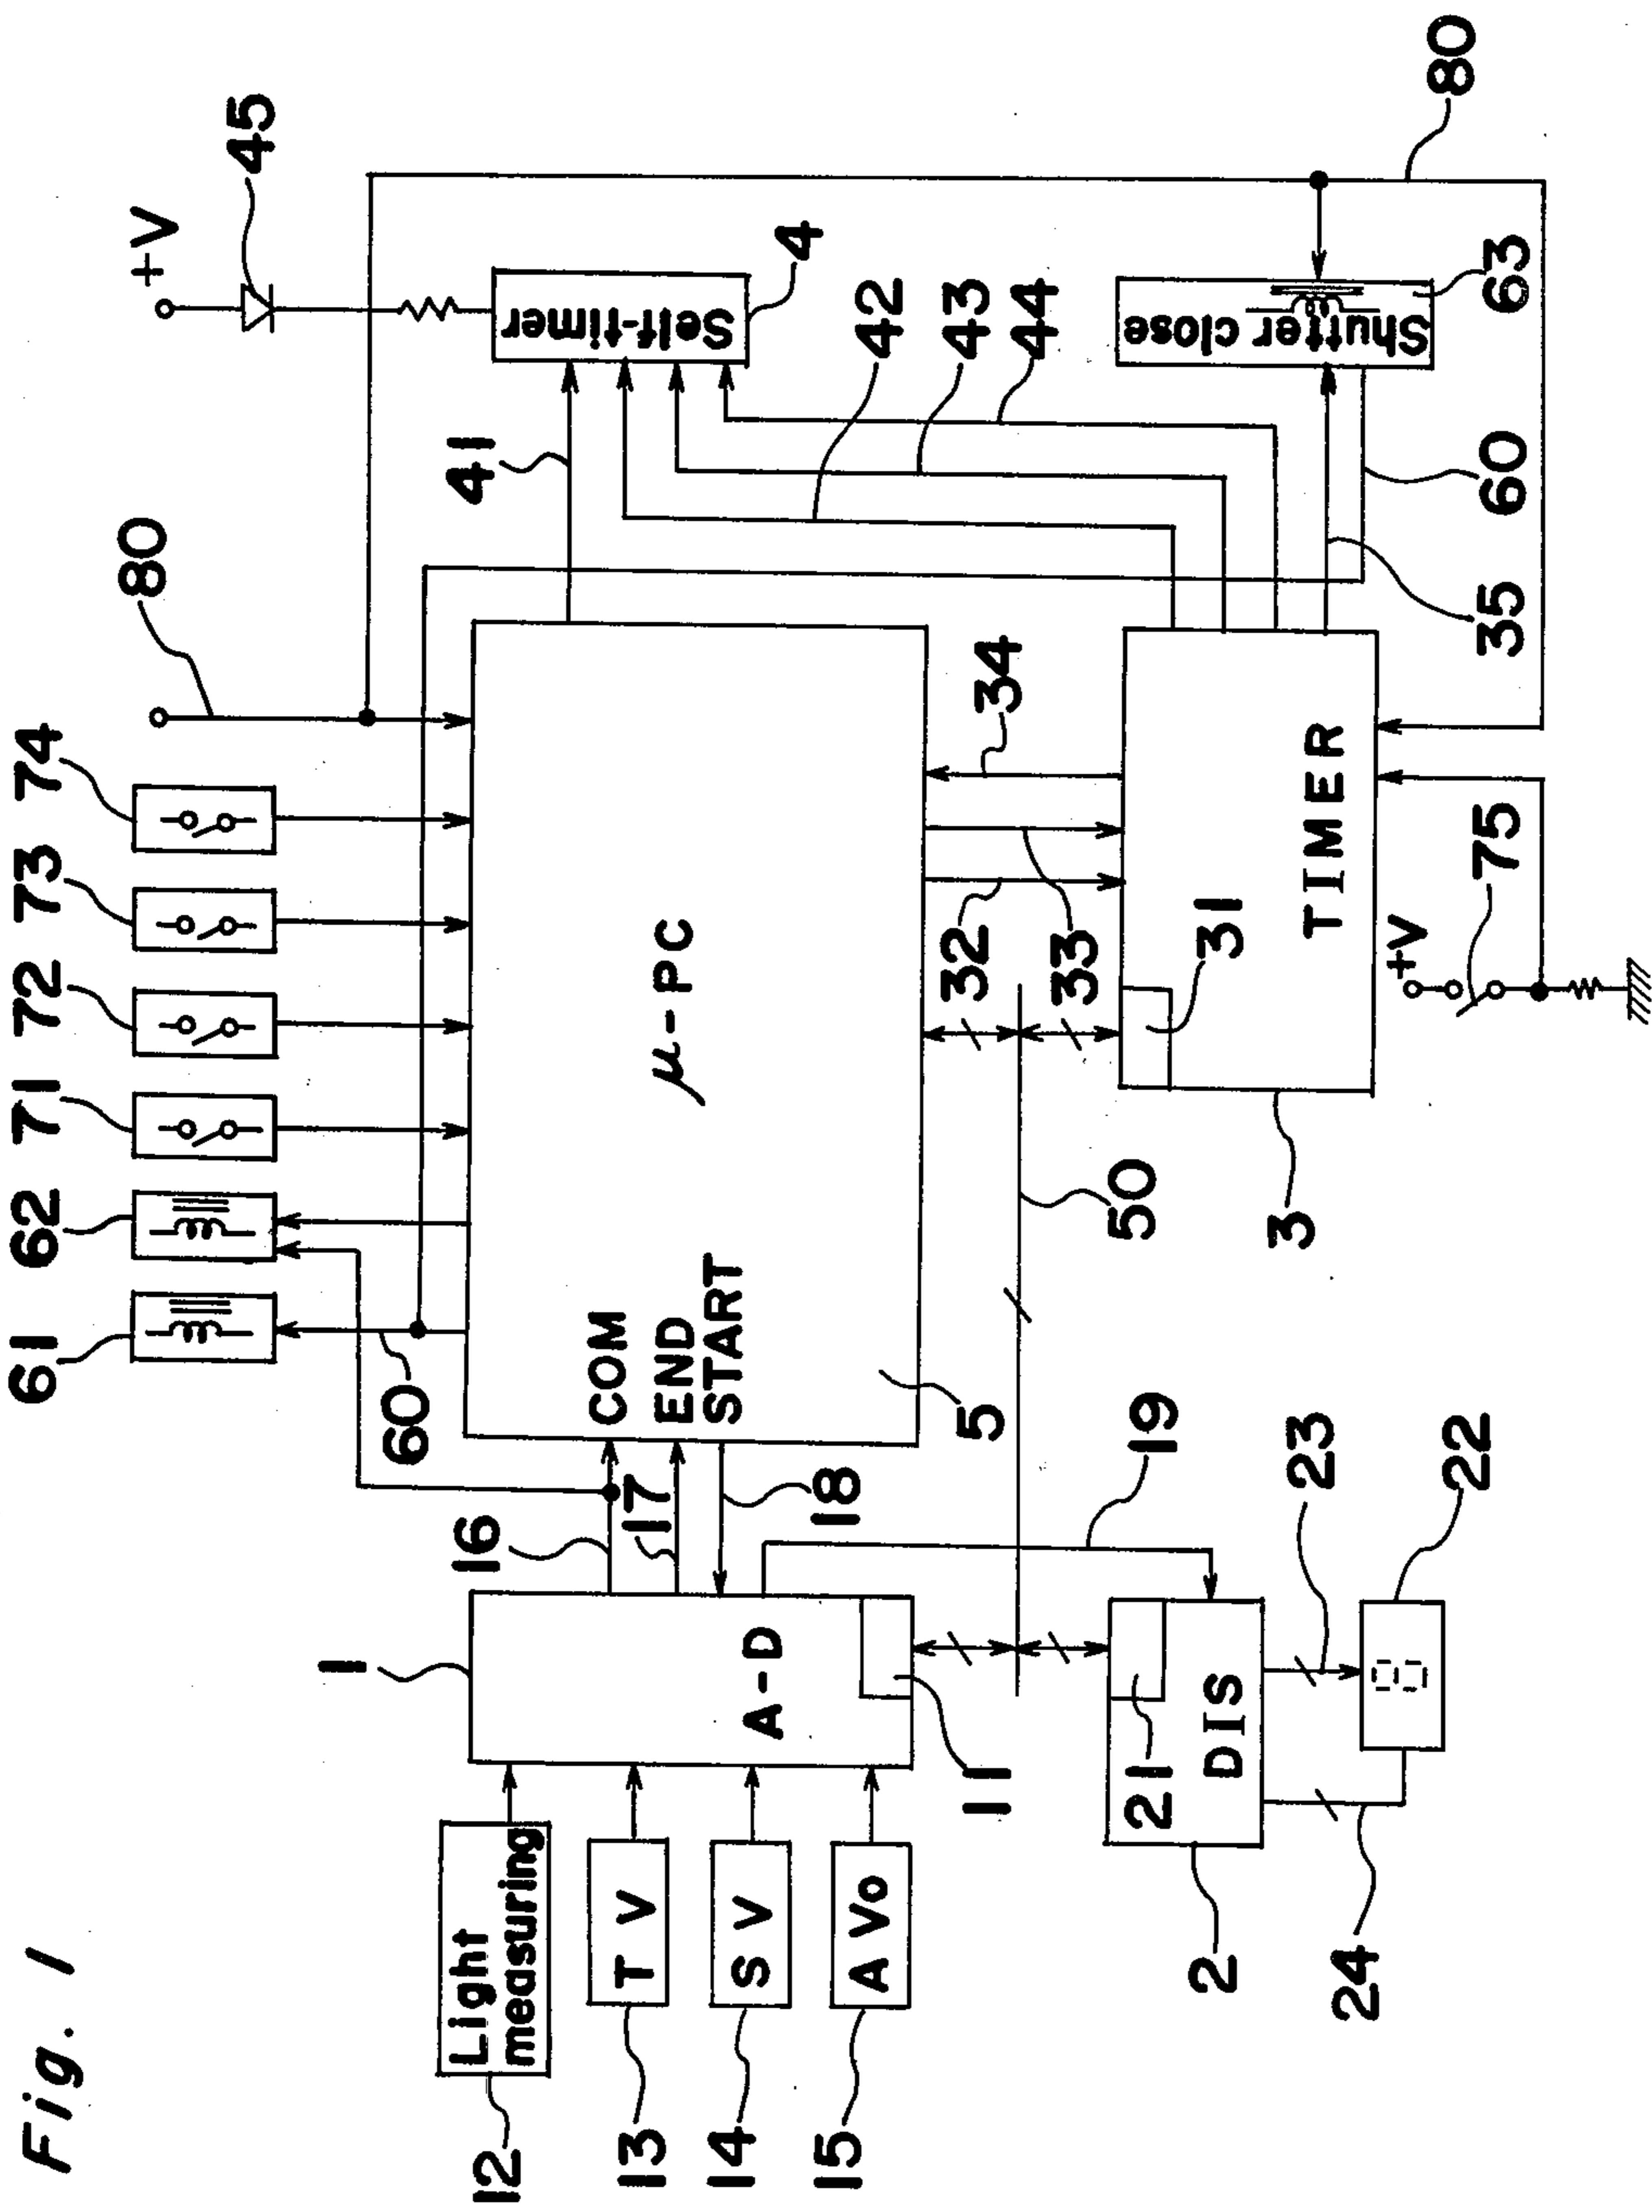 Fig. 1
61
62
71
72
73
74
80
+V
45
60
41
Self-timer
4
42
43
44
80
Light
measuring
12
T V
13
S V
14
A Vo
15
1
A-D
11
16
17
18
COM
END
START
μ-PC
5
19
50
32
33
34
2
21
DIS
23
22
24
3
31
TIMER
35
60
Shutter close
63
+V
75